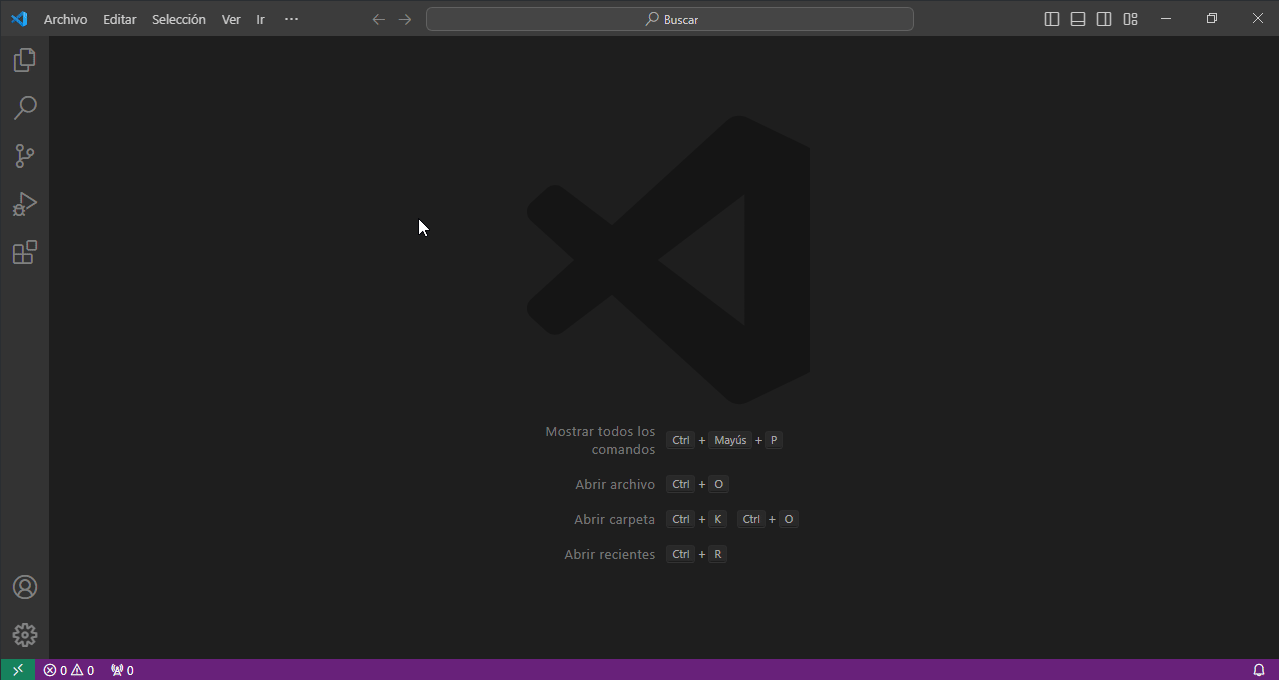 Archivo Editar Selección Ver Ir ··· Buscar
Mostrar todos los
comandos Ctrl + Mayús + P
Abrir archivo Ctrl + O
Abrir carpeta Ctrl + K Ctrl + O
Abrir recientes Ctrl + R
0 0 0